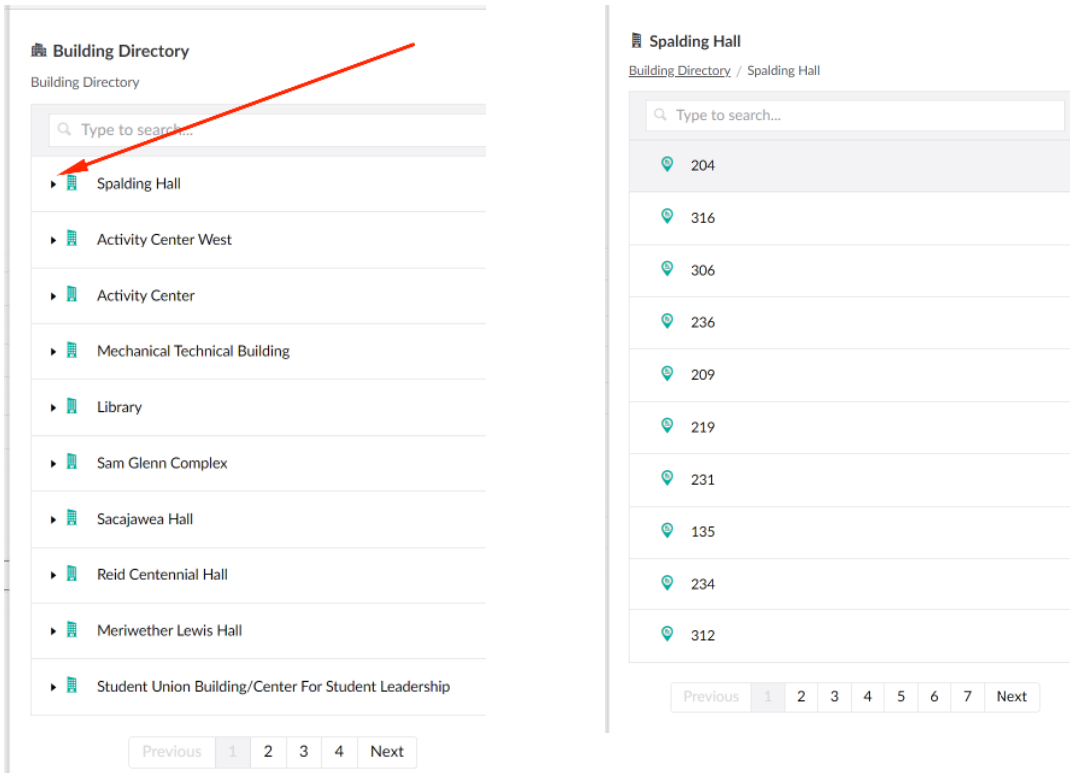 Building Directory
Building Directory
Type to search...
Spalding Hall
Activity Center West
Activity Center
Mechanical Technical Building
Library
Sam Glenn Complex
Sacajawea Hall
Reid Centennial Hall
Meriwether Lewis Hall
Student Union Building/Center For Student Leadership
Previous 1 2 3 4 Next
Spalding Hall
Building Directory / Spalding Hall
Type to search...
204
316
306
236
209
219
231
135
234
312
Previous 1 2 3 4 5 6 7 Next